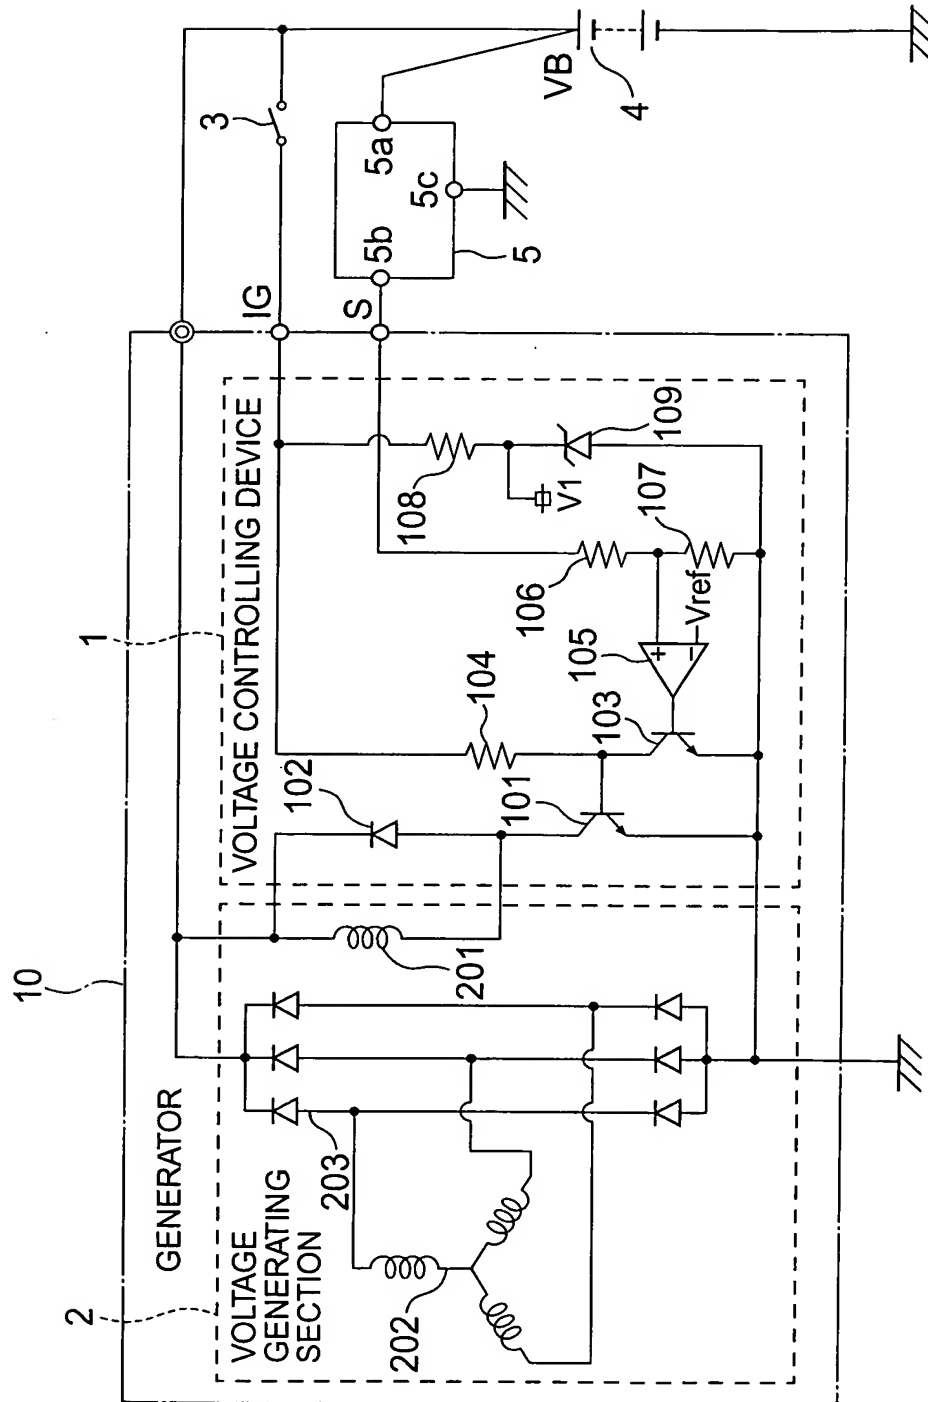 10
GENERATOR
2
VOLTAGE
GENERATING
SECTION
202
203
201
1
VOLTAGE CONTROLLING DEVICE
102
101
104
103
105
+
−
Vref
106
107
108
V1
109
IG
S
3
5b
5a
5c
5
VB
4